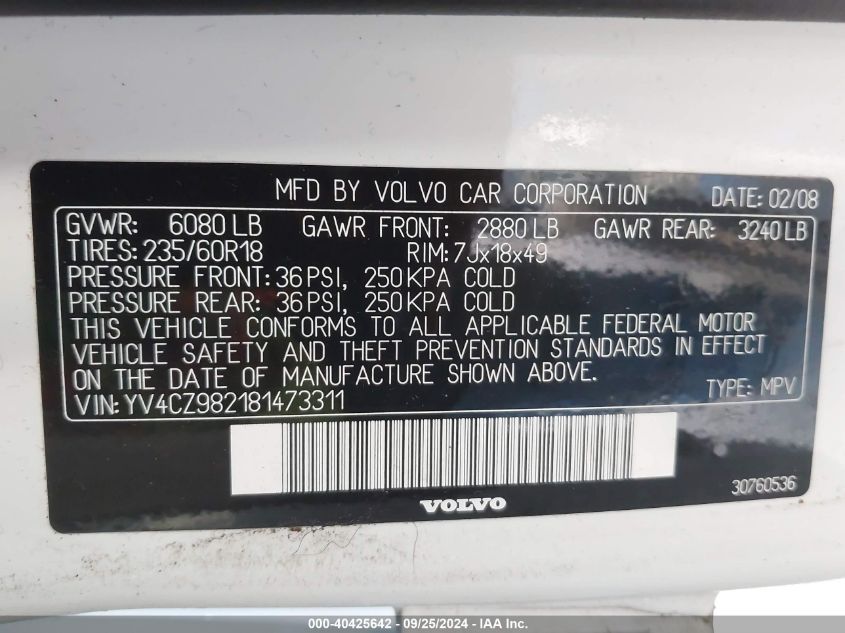 MFD BY VOLVO CAR CORPORATION DATE: 02/08
GVWR: 6080 LB GAWR FRONT: 2880 LB GAWR REAR: 3240 LB
TIRES: 235/60R18 RIM: 7Jx18x49
PRESSURE FRONT: 36 PSI, 250 KPA COLD
PRESSURE REAR: 36 PSI, 250 KPA COLD
THIS VEHICLE CONFORMS TO ALL APPLICABLE FEDERAL MOTOR
VEHICLE SAFETY AND THEFT PREVENTION STANDARDS IN EFFECT
ON THE DATE OF MANUFACTURE SHOWN ABOVE.
TYPE: MPV
VIN: YV4CZ982181473311
30760536
VOLVO
000-40425642 - 09/25/2024 - IAA Inc.